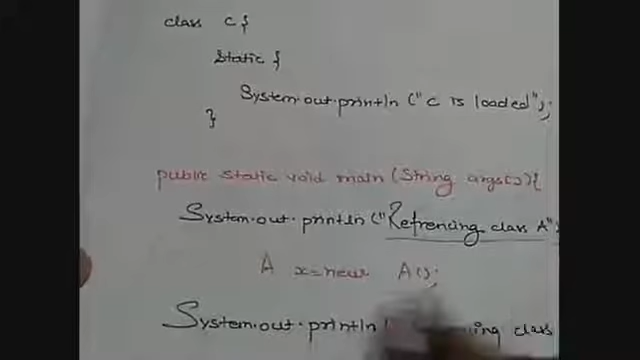 class C {
Static {
System.out.println ("C is loaded");
}
public static void main (String args[]){
System.out.println ("Refrencing class A");
A x=new A();
System.out.println class